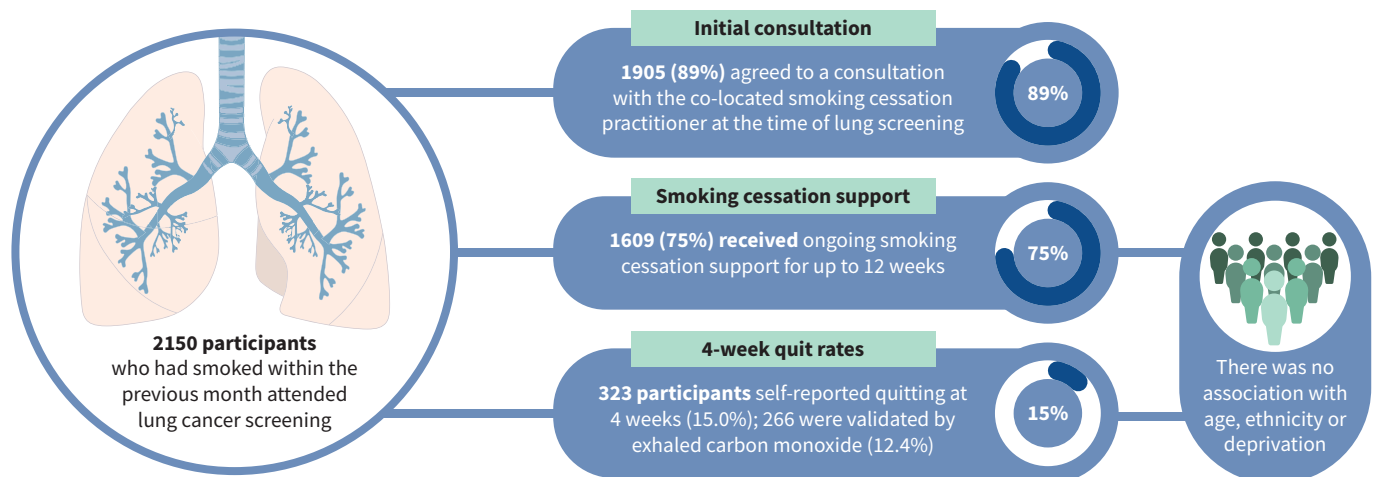 2150 participants
who had smoked within the
previous month attended
lung cancer screening
Initial consultation
1905 (89%) agreed to a consultation
with the co-located smoking cessation
practitioner at the time of lung screening
89%
Smoking cessation support
1609 (75%) received ongoing smoking
cessation support for up to 12 weeks
75%
4-week quit rates
323 participants self-reported quitting at
4 weeks (15.0%); 266 were validated by
exhaled carbon monoxide (12.4%)
15%
There was no
association with
age, ethnicity or
deprivation